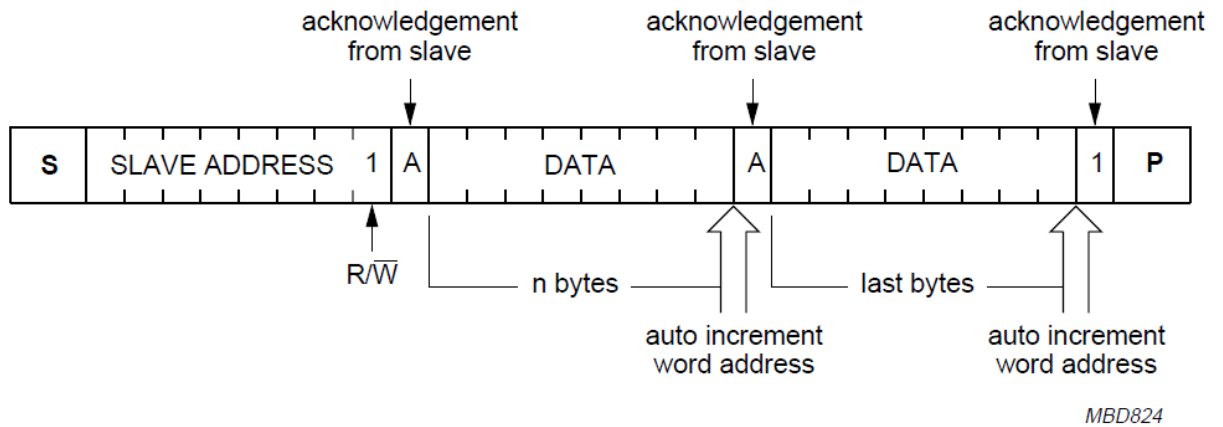 acknowledgement
from slave
acknowledgement
from slave
acknowledgement
from slave
S SLAVE ADDRESS 1 A DATA A DATA 1 P
R/W̅
n bytes
last bytes
auto increment
word address
auto increment
word address
MBD824